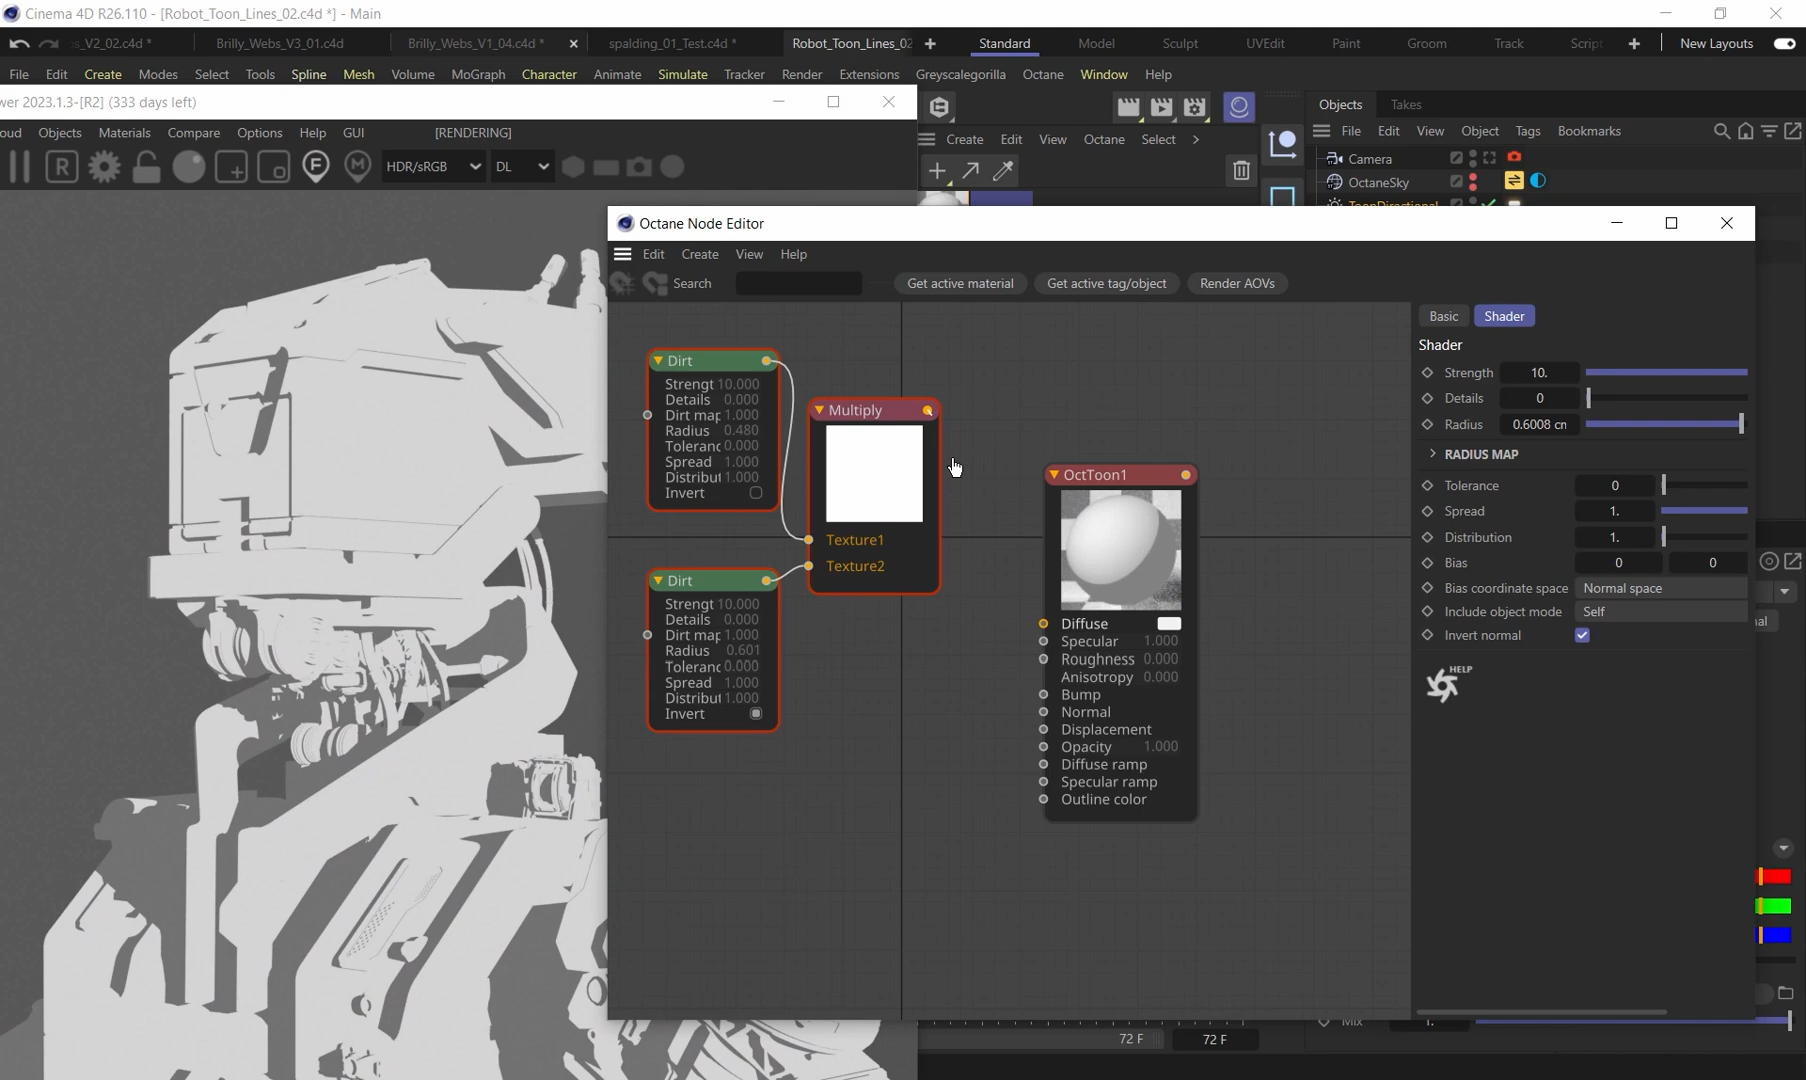 Cinema 4D R26.110 - [Robot_Toon_Lines_02.c4d *] - Main
s_V2_02.c4d *
Brilly_Webs_V3_01.c4d
Brilly_Webs_V1_04.c4d *
spalding_01_Test.c4d *
Robot_Toon_Lines_02
Standard
Model
Sculpt
UVEdit
Paint
Groom
Track
Script
New Layouts
File Edit Create Modes Select Tools Spline Mesh Volume MoGraph Character Animate Simulate Tracker Render Extensions Greyscalegorilla Octane Window Help
wer 2023.1.3-[R2] (333 days left)
oud Objects Materials Compare Options Help GUI [RENDERING]
R
F
M
HDR/sRGB
DL
Create Edit View Octane Select
Objects Takes
File Edit View Object Tags Bookmarks
Camera
OctaneSky
ToonDirectional
Octane Node Editor
Edit Create View Help
Search
Get active material
Get active tag/object
Render AOVs
Dirt
Strengt 10.000
Details 0.000
Dirt map 1.000
Radius 0.480
Toleranc 0.000
Spread 1.000
Distribut 1.000
Invert
Multiply
Texture1
Texture2
Dirt
Strengt 10.000
Details 0.000
Dirt map 1.000
Radius 0.601
Toleranc 0.000
Spread 1.000
Distribut 1.000
Invert
OctToon1
Diffuse
Specular 1.000
Roughness 0.000
Anisotropy 0.000
Bump
Normal
Displacement
Opacity 1.000
Diffuse ramp
Specular ramp
Outline color
Basic
Shader
Shader
Strength 10.
Details 0
Radius 0.6008 cn
RADIUS MAP
Tolerance 0
Spread 1.
Distribution 1.
Bias 0 0
Bias coordinate space Normal space
Include object mode Self
Invert normal
HELP
al
Mix 1.
72 F
72 F